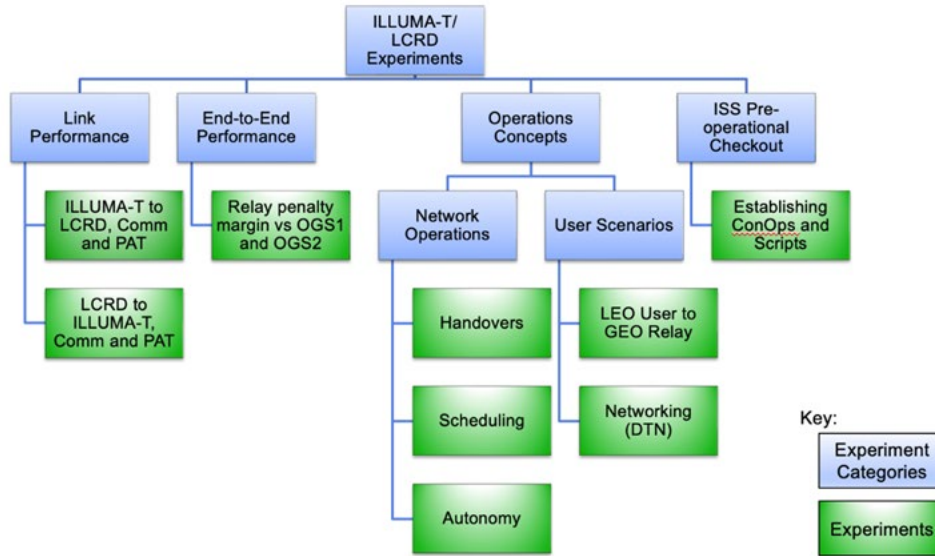 ILLUMA-T/
LCRD
Experiments
Link
Performance
End-to-End
Performance
Operations
Concepts
ISS Pre-
operational
Checkout
ILLUMA-T to
LCRD, Comm
and PAT
Relay penalty
margin vs OGS1
and OGS2
Network
Operations
User Scenarios
Establishing
ConOps and
Scripts
LCRD to
ILLUMA-T,
Comm and PAT
Handovers
LEO User to
GEO Relay
Scheduling
Networking
(DTN)
Autonomy
Key:
Experiment
Categories
Experiments